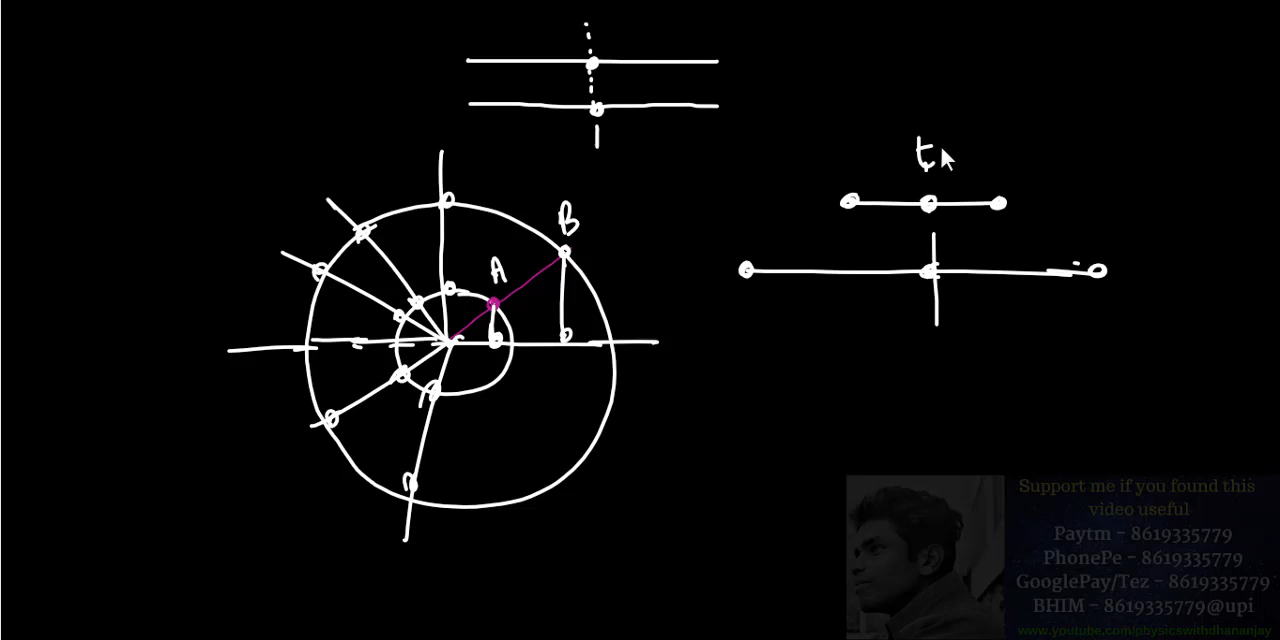 t
B
A
Support me if you found this
video useful
Paytm - 8619335779
PhonePe - 8619335779
GooglePay/Tez - 8619335779
BHIM - 8619335779@upi
www.youtube.com/physicswithdhananjay